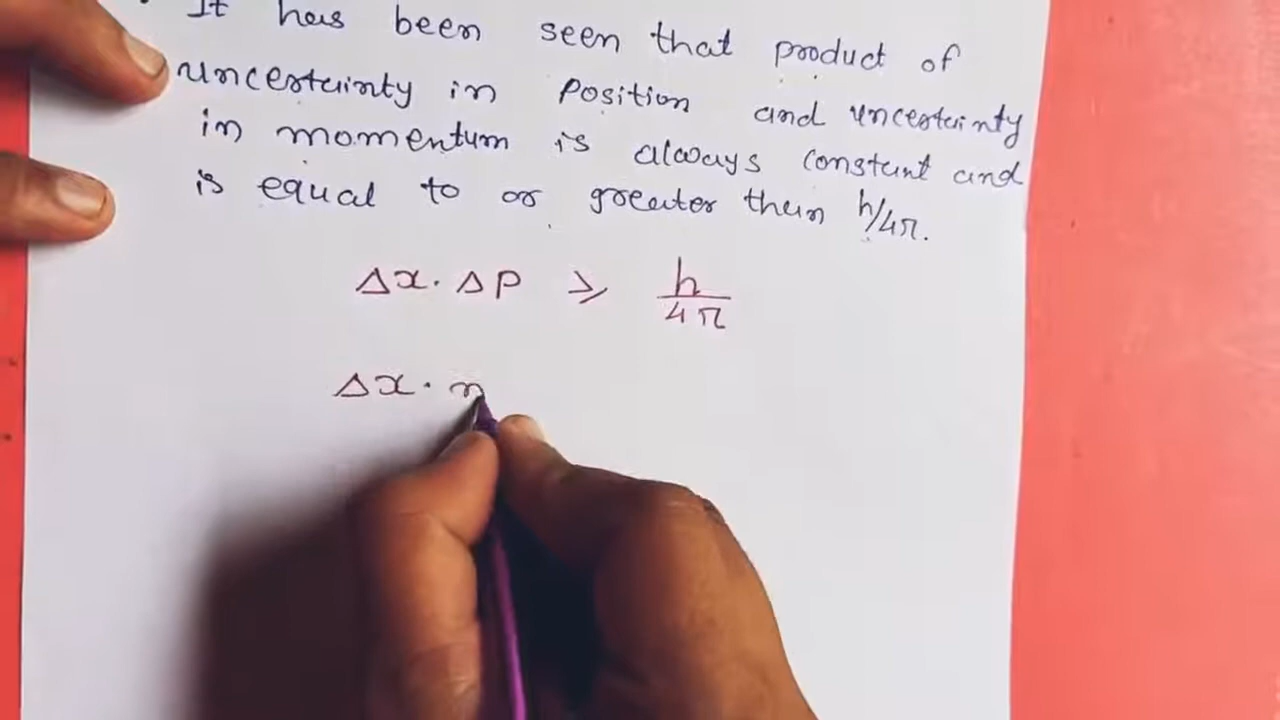 It has been seen that product of
uncertainty in position and uncertainty
in momentum is always constant and
is equal to or greater than h/4π.
Δx. Δp ≥ h/4π
Δx. m